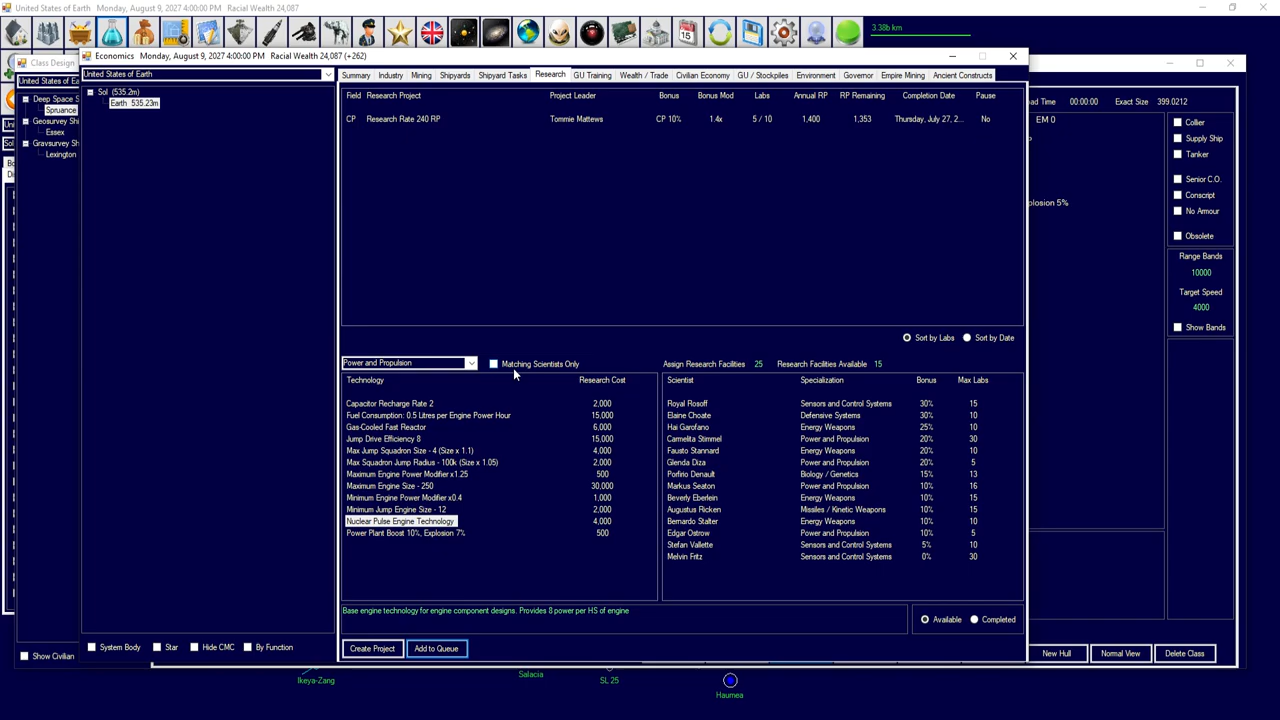 United States of Earth    Monday, August 9, 2027 4:00:00 PM    Racial Wealth 24,087
3.38b km
Class Design
Economics    Monday, August 9, 2027 4:00:00 PM    Racial Wealth 24,087 (+262)
United States of Ea
United States of Earth
Summary Industry Mining Shipyards Shipyard Tasks Research GU Training Wealth / Trade Civilian Economy GU / Stockpiles Environment Governor Empire Mining Ancient Constructs
Sol (535.2m)
Earth 535.23m
Deep Space S
Spruance
Geosurvey Shi
Essex
Gravsurvey Sh
Lexington
Field Research Project Project Leader Bonus Bonus Mod Labs Annual RP RP Remaining Completion Date Pause
CP Research Rate 240 RP Tommie Mattews CP 10% 1.4x 5 / 10 1,400 1,353 Thursday, July 27, 2... No
oad Time 00:00:00 Exact Size 399.0212
EM 0
plosion 5%
Collier
Supply Ship
Tanker
Senior C.O.
Conscript
No Armour
Obsolete
Range Bands
10000
Target Speed
4000
Show Bands
Sort by Labs Sort by Date
Power and Propulsion Matching Scientists Only Assign Research Facilities 25 Research Facilities Available 15
Technology Research Cost
Capacitor Recharge Rate 2 2,000
Fuel Consumption: 0.5 Litres per Engine Power Hour 15,000
Gas-Cooled Fast Reactor 6,000
Jump Drive Efficiency 8 15,000
Max Jump Squadron Size - 4 (Size x 1.1) 4,000
Max Squadron Jump Radius - 100k (Size x 1.05) 2,000
Maximum Engine Power Modifier x1.25 500
Maximum Engine Size - 250 30,000
Minimum Engine Power Modifier x0.4 1,000
Minimum Jump Engine Size - 12 2,000
Nuclear Pulse Engine Technology 4,000
Power Plant Boost 10%, Explosion 7% 500
Scientist Specialization Bonus Max Labs
Royal Rosoff Sensors and Control Systems 30% 15
Elaine Choate Defensive Systems 30% 10
Hai Garofano Energy Weapons 25% 10
Carmelita Stimmel Power and Propulsion 20% 30
Fausto Stannard Energy Weapons 20% 10
Glenda Diza Power and Propulsion 20% 5
Porfirio Denault Biology / Genetics 15% 13
Markus Seaton Power and Propulsion 10% 16
Beverly Eberlein Energy Weapons 10% 15
Augustus Ricken Missiles / Kinetic Weapons 10% 15
Bernardo Stalter Energy Weapons 10% 10
Edgar Ostrow Power and Propulsion 10% 5
Stefan Vallette Sensors and Control Systems 5% 10
Melvin Fritz Sensors and Control Systems 0% 30
Base engine technology for engine component designs. Provides 8 power per HS of engine
Available Completed
System Body Star Hide CMC By Function
Create Project Add to Queue
Show Civilian
New Hull Normal View Delete Class
Ikeya-Zang
Salacia
SL 25
Haumea